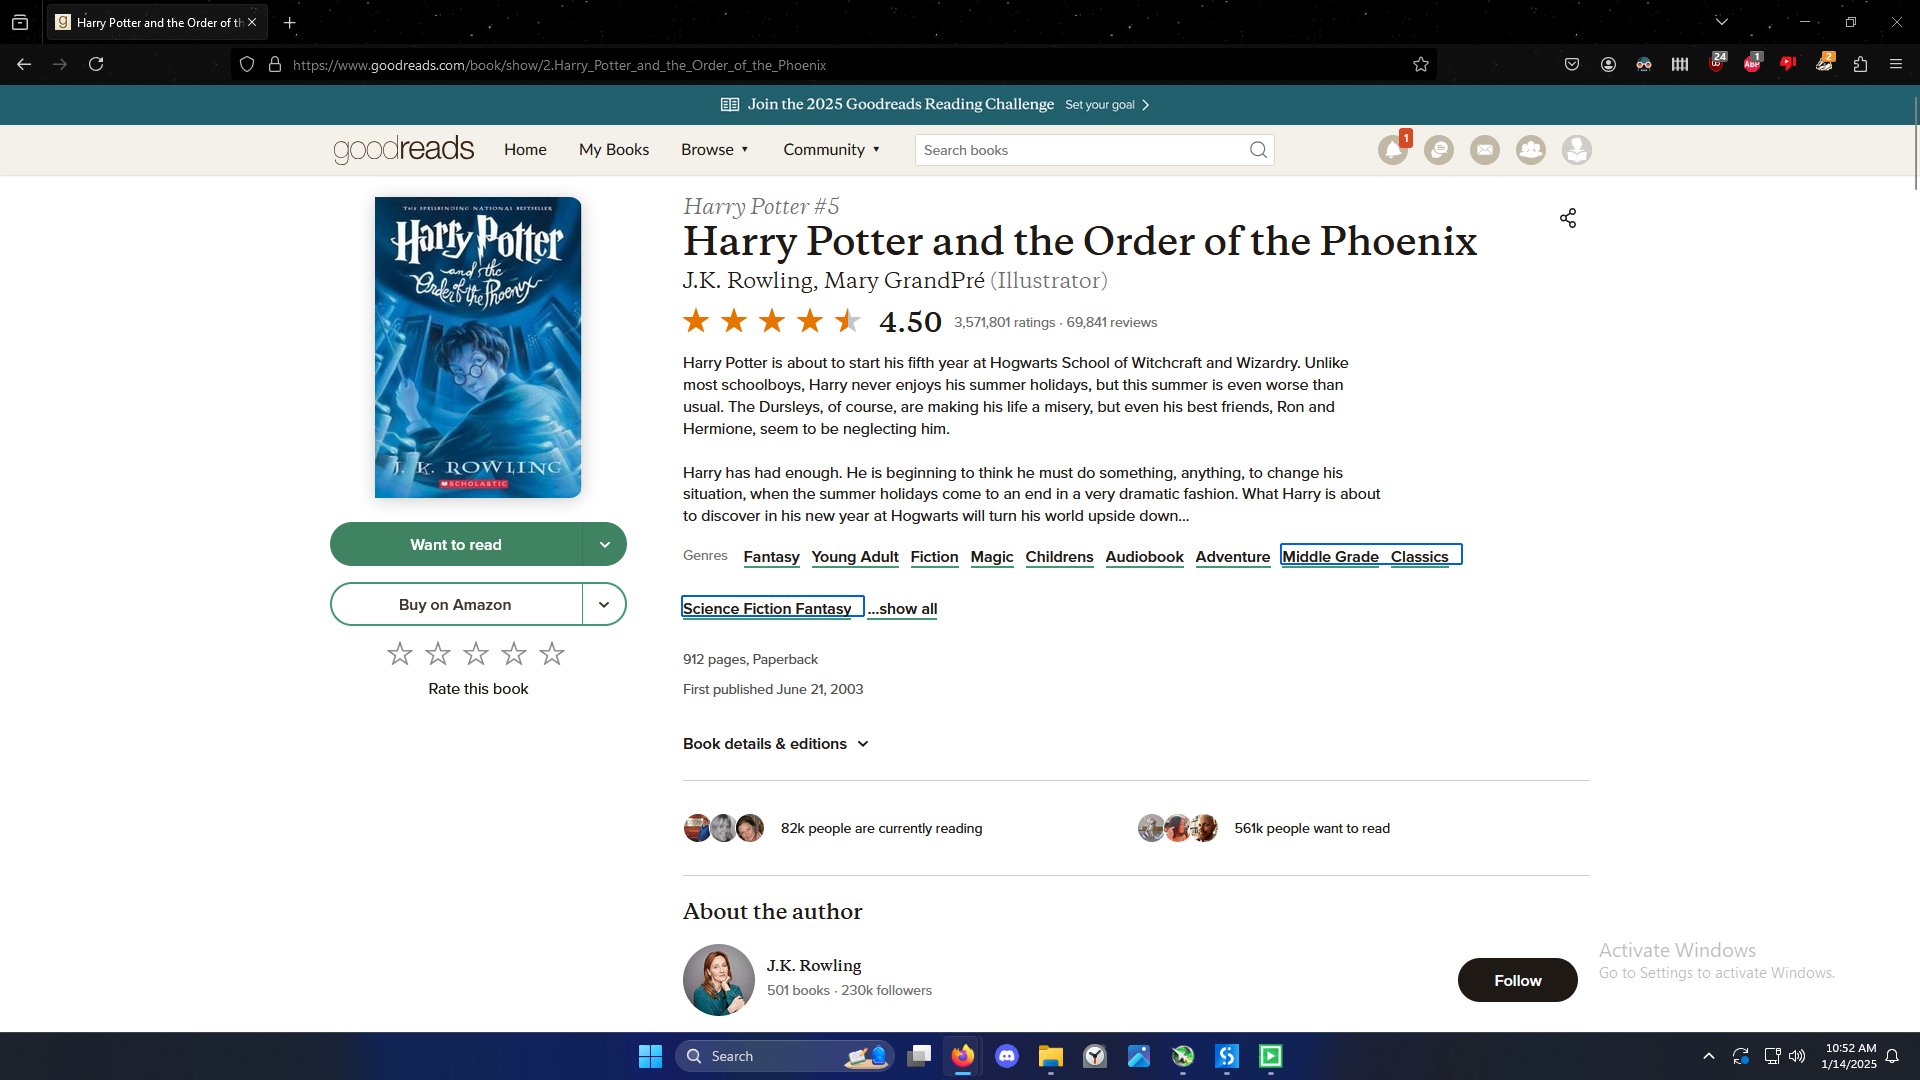 Harry Potter and the Order of th
https://www.goodreads.com/book/show/2.Harry_Potter_and_the_Order_of_the_Phoenix
24
ABP
1
2
Join the 2025 Goodreads Reading Challenge Set your goal
goodreads
Home My Books Browse ▼ Community ▼ Search books
1
THE SPELLBINDING NATIONAL BESTSELLER
Harry Potter
and the
Order of the Phoenix
J. K. ROWLING
SCHOLASTIC
Want to read
Buy on Amazon
Rate this book
Harry Potter #5
Harry Potter and the Order of the Phoenix
J.K. Rowling, Mary GrandPré (Illustrator)
4.50 3,571,801 ratings · 69,841 reviews
Harry Potter is about to start his fifth year at Hogwarts School of Witchcraft and Wizardry. Unlike
most schoolboys, Harry never enjoys his summer holidays, but this summer is even worse than
usual. The Dursleys, of course, are making his life a misery, but even his best friends, Ron and
Hermione, seem to be neglecting him.
Harry has had enough. He is beginning to think he must do something, anything, to change his
situation, when the summer holidays come to an end in a very dramatic fashion. What Harry is about
to discover in his new year at Hogwarts will turn his world upside down...
Genres Fantasy Young Adult Fiction Magic Childrens Audiobook Adventure Middle Grade Classics
Science Fiction Fantasy ...show all
912 pages, Paperback
First published June 21, 2003
Book details & editions
82k people are currently reading 561k people want to read
About the author
J.K. Rowling
501 books · 230k followers
Follow
Activate Windows
Go to Settings to activate Windows.
Search
10:52 AM
1/14/2025